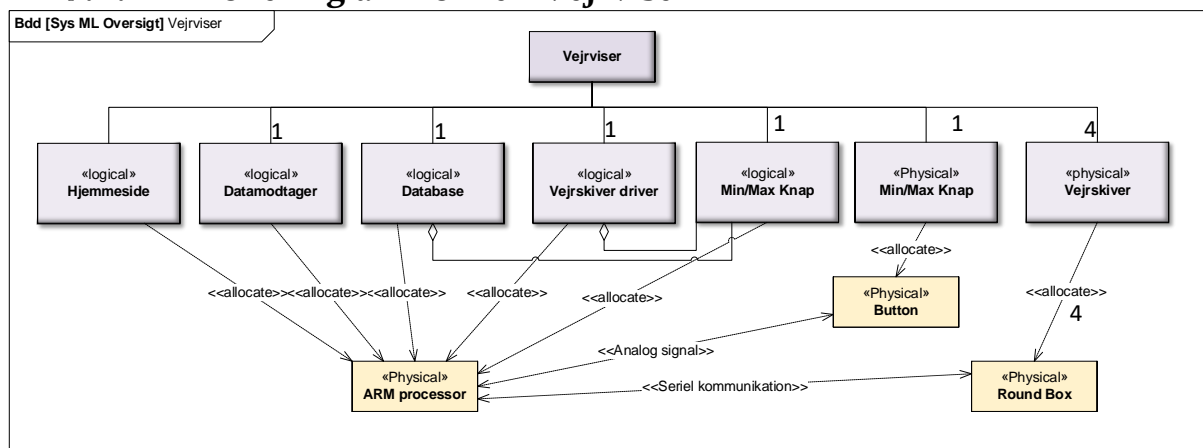 Bdd [Sys ML Oversigt] Vejrviser
Vejrviser
1 1 1 1 1 4
«logical» «logical» «logical» «logical» «logical» «Physical» «physical»
Hjemmeside Datamodtager Database Vejrskiver driver Min/Max Knap Min/Max Knap Vejrskiver
<<allocate>>
«Physical»
Button
<<allocate>> <<allocate>> <<allocate>> <<allocate>> <<allocate>> <<allocate>>
4
<<Analog signal>>
«Physical»
ARM processor
<<Seriel kommunikation>>
«Physical»
Round Box